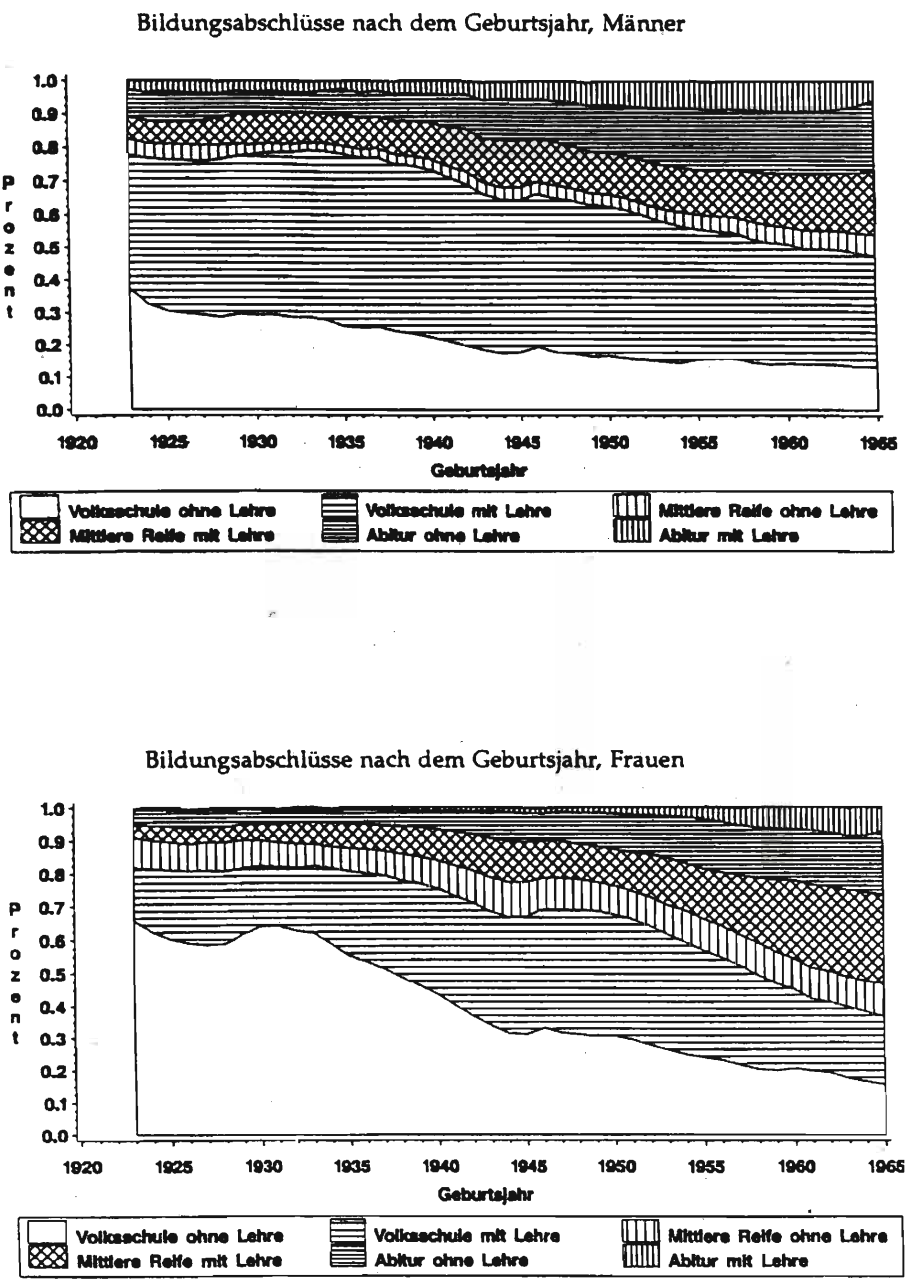 Bildungsabschlüsse nach dem Geburtsjahr, Männer
1.0
0.9
0.8
0.7
0.6
0.5
0.4
0.3
0.2
0.1
0.0
Prozent
1920 1925 1930 1935 1940 1945 1950 1955 1960 1965
Geburtsjahr
Volksschule ohne Lehre Volksschule mit Lehre Mittlere Reife ohne Lehre
Mittlere Reife mit Lehre Abitur ohne Lehre Abitur mit Lehre
Bildungsabschlüsse nach dem Geburtsjahr, Frauen
1.0
0.9
0.8
0.7
0.6
0.5
0.4
0.3
0.2
0.1
0.0
Prozent
1920 1925 1930 1935 1940 1945 1950 1955 1960 1965
Geburtsjahr
Volksschule ohne Lehre Volksschule mit Lehre Mittlere Reife ohne Lehre
Mittlere Reife mit Lehre Abitur ohne Lehre Abitur mit Lehre